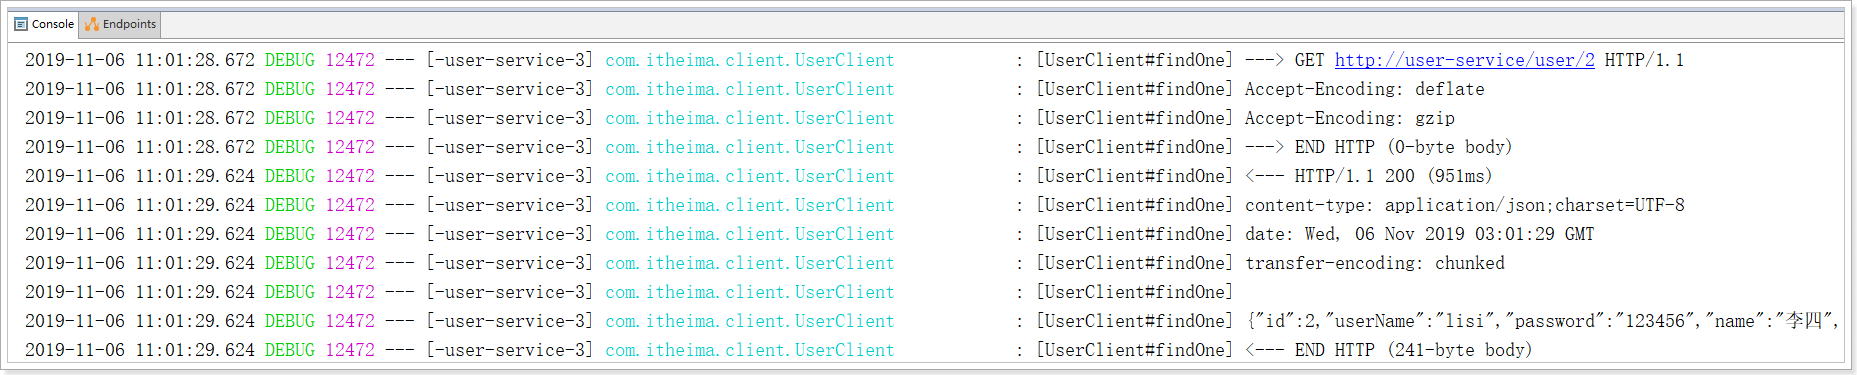 Console Endpoints
2019-11-06 11:01:28.672 DEBUG 12472 --- [-user-service-3] com.itheima.client.UserClient : [UserClient#findOne] ---> GET http://user-service/user/2 HTTP/1.1
2019-11-06 11:01:28.672 DEBUG 12472 --- [-user-service-3] com.itheima.client.UserClient : [UserClient#findOne] Accept-Encoding: deflate
2019-11-06 11:01:28.672 DEBUG 12472 --- [-user-service-3] com.itheima.client.UserClient : [UserClient#findOne] Accept-Encoding: gzip
2019-11-06 11:01:28.672 DEBUG 12472 --- [-user-service-3] com.itheima.client.UserClient : [UserClient#findOne] ---> END HTTP (0-byte body)
2019-11-06 11:01:29.624 DEBUG 12472 --- [-user-service-3] com.itheima.client.UserClient : [UserClient#findOne] <--- HTTP/1.1 200 (951ms)
2019-11-06 11:01:29.624 DEBUG 12472 --- [-user-service-3] com.itheima.client.UserClient : [UserClient#findOne] content-type: application/json;charset=UTF-8
2019-11-06 11:01:29.624 DEBUG 12472 --- [-user-service-3] com.itheima.client.UserClient : [UserClient#findOne] date: Wed, 06 Nov 2019 03:01:29 GMT
2019-11-06 11:01:29.624 DEBUG 12472 --- [-user-service-3] com.itheima.client.UserClient : [UserClient#findOne] transfer-encoding: chunked
2019-11-06 11:01:29.624 DEBUG 12472 --- [-user-service-3] com.itheima.client.UserClient : [UserClient#findOne]
2019-11-06 11:01:29.624 DEBUG 12472 --- [-user-service-3] com.itheima.client.UserClient : [UserClient#findOne] {"id":2,"userName":"lisi","password":"123456","name":"李四",
2019-11-06 11:01:29.624 DEBUG 12472 --- [-user-service-3] com.itheima.client.UserClient : [UserClient#findOne] <--- END HTTP (241-byte body)